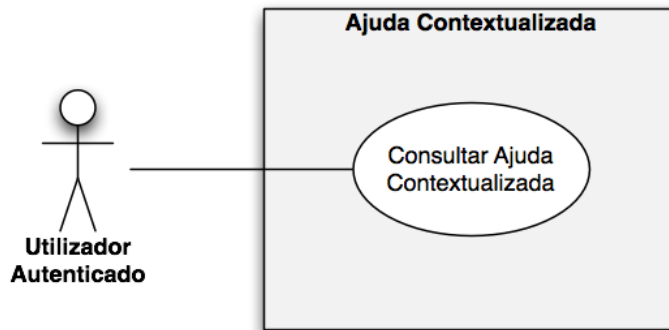 Ajuda Contextualizada
Consultar Ajuda
Contextualizada
Utilizador
Autenticado